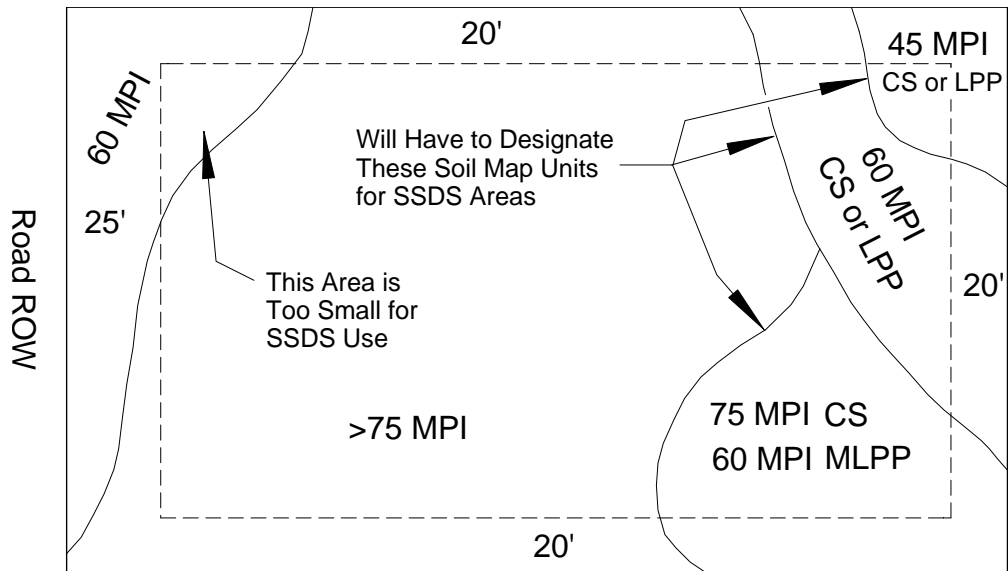 20'
45 MPI
CS or LPP
60 MPI
Will Have to Designate
These Soil Map Units
for SSDS Areas
60 MPI
CS or LPP
25'
Road ROW
This Area is
Too Small for
SSDS Use
20'
>75 MPI
75 MPI CS
60 MPI MLPP
20'